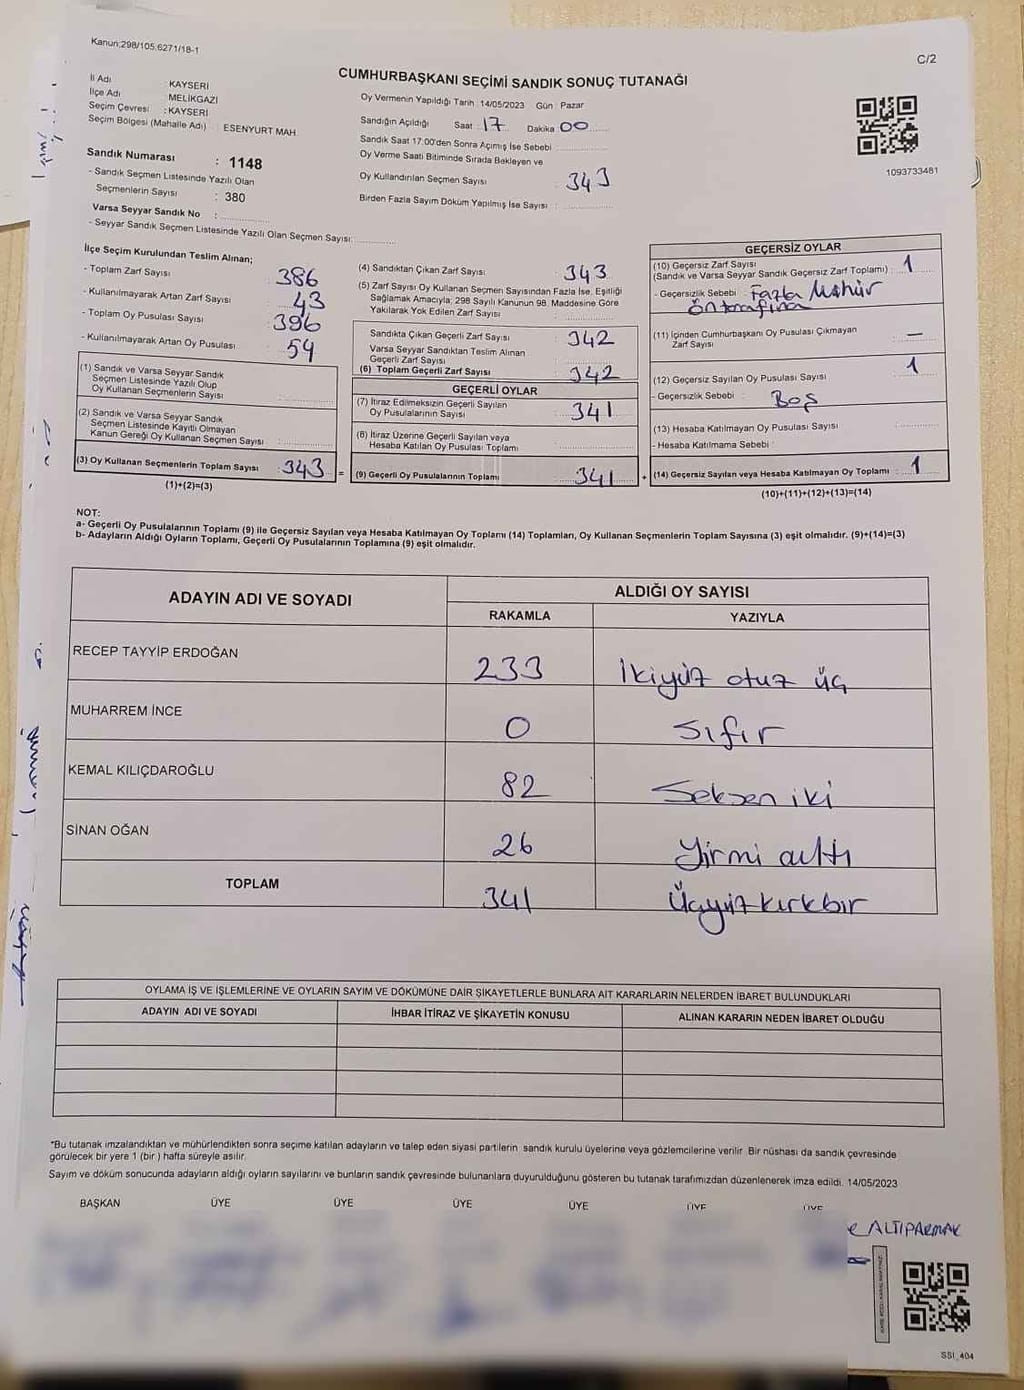 Kanun:298/105,6271/18-1
C/2
CUMHURBAŞKANI SEÇİMİ SANDIK SONUÇ TUTANAĞI
İl Adı : KAYSERİ
İlçe Adı : MELİKGAZİ
Seçim Çevresi : KAYSERİ
Seçim Bölgesi (Mahalle Adı) : ESENYURT MAH.
Sandık Numarası : 1148
- Sandık Seçmen Listesinde Yazılı Olan
Seçmenlerin Sayısı : 380
Varsa Seyyar Sandık No :
- Seyyar Sandık Seçmen Listesinde Yazılı Olan Seçmen Sayısı:
Oy Vermenin Yapıldığı Tarih : 14/05/2023 Gün : Pazar
Sandığın Açıldığı Saat : 17 Dakika : 00
Sandık Saat 17:00'den Sonra Açımış İse Sebebi :
Oy Verme Saati Bitiminde Sırada Bekleyen ve
Oy Kullandırılan Seçmen Sayısı : 343
Birden Fazla Sayım Döküm Yapılmış İse Sayısı :
1093733481
İlçe Seçim Kurulundan Teslim Alınan;
- Toplam Zarf Sayısı : 386
- Kullanılmayarak Artan Zarf Sayısı : 43
- Toplam Oy Pusulası Sayısı : 396
- Kullanılmayarak Artan Oy Pusulası : 54
(1) Sandık ve Varsa Seyyar Sandık
Seçmen Listesinde Yazılı Olup
Oy Kullanan Seçmenlerin Sayısı :
(2) Sandık ve Varsa Seyyar Sandık
Seçmen Listesinde Kayıtlı Olmayan
Kanun Gereği Oy Kullanan Seçmen Sayısı :
(3) Oy Kullanan Seçmenlerin Toplam Sayısı : 343 =
(1)+(2)=(3)
(4) Sandıktan Çıkan Zarf Sayısı : 343
(5) Zarf Sayısı Oy Kullanan Seçmen Sayısından Fazla İse, Eşitliği
Sağlamak Amacıyla; 298 Sayılı Kanunun 98. Maddesine Göre
Yakılarak Yok Edilen Zarf Sayısı :
Sandıkta Çıkan Geçerli Zarf Sayısı : 342
Varsa Seyyar Sandıktan Teslim Alınan
Geçerli Zarf Sayısı :
(6) Toplam Geçerli Zarf Sayısı : 342
GEÇERLİ OYLAR
(7) İtiraz Edilmeksizin Geçerli Sayılan
Oy Pusulalarının Sayısı : 341
(8) İtiraz Üzerine Geçerli Sayılan veya
Hesaba Katılan Oy Pusulası Toplamı :
(9) Geçerli Oy Pusulalarının Toplamı : 341 +
GEÇERSİZ OYLAR
(10) Geçersiz Zarf Sayısı
(Sandık ve Varsa Seyyar Sandık Geçersiz Zarf Toplamı) : 1
- Geçersizlik Sebebi : Fazla Mühür
ön tarafına
(11) İçinden Cumhurbaşkanı Oy Pusulası Çıkmayan
Zarf Sayısı : —
(12) Geçersiz Sayılan Oy Pusulası Sayısı : 1
- Geçersizlik Sebebi : Boş
(13) Hesaba Katılmayan Oy Pusulası Sayısı :
- Hesaba Katılmama Sebebi :
(14) Geçersiz Sayılan veya Hesaba Katılmayan Oy Toplamı : 1
(10)+(11)+(12)+(13)=(14)
NOT:
a- Geçerli Oy Pusulalarının Toplamı (9) ile Geçersiz Sayılan veya Hesaba Katılmayan Oy Toplamı (14) Toplamları, Oy Kullanan Seçmenlerin Toplam Sayısına (3) eşit olmalıdır. (9)+(14)=(3)
b- Adayların Aldığı Oyların Toplamı, Geçerli Oy Pusulalarının Toplamına (9) eşit olmalıdır.
ADAYIN ADI VE SOYADI
ALDIĞI OY SAYISI
RAKAMLA YAZIYLA
RECEP TAYYİP ERDOĞAN 233 İkiyüz otuz üç
MUHARREM İNCE 0 Sıfır
KEMAL KILIÇDAROĞLU 82 Seksen iki
SİNAN OĞAN 26 Yirmi altı
TOPLAM 341 Üçyüz kırkbir
OYLAMA İŞ VE İŞLEMLERİNE VE OYLARIN SAYIM VE DÖKÜMÜNE DAİR ŞİKAYETLERLE BUNLARA AİT KARARLARIN NELERDEN İBARET BULUNDUKLARI
ADAYIN ADI VE SOYADI İHBAR İTİRAZ VE ŞİKAYETİN KONUSU ALINAN KARARIN NEDEN İBARET OLDUĞU
*Bu tutanak imzalandıktan ve mühürlendikten sonra seçime katılan adayların ve talep eden siyasi partilerin sandık kurulu üyelerine veya gözlemcilerine verilir. Bir nüshası da sandık çevresinde
görülecek bir yere 1 (bir) hafta süreyle asılır.
Sayım ve döküm sonucunda adayların aldığı oyların sayılarını ve bunların sandık çevresinde bulunanlara duyurulduğunu gösteren bu tutanak tarafımızdan düzenlenerek imza edildi. 14/05/2023
BAŞKAN ÜYE ÜYE ÜYE ÜYE ÜYE ÜYE
ALTIPARMAK
SSI_404